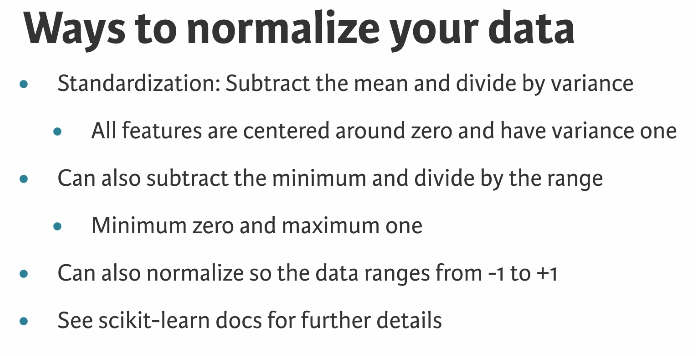 Ways to normalize your data
• Standardization: Subtract the mean and divide by variance
• All features are centered around zero and have variance one
• Can also subtract the minimum and divide by the range
• Minimum zero and maximum one
• Can also normalize so the data ranges from -1 to +1
• See scikit-learn docs for further details